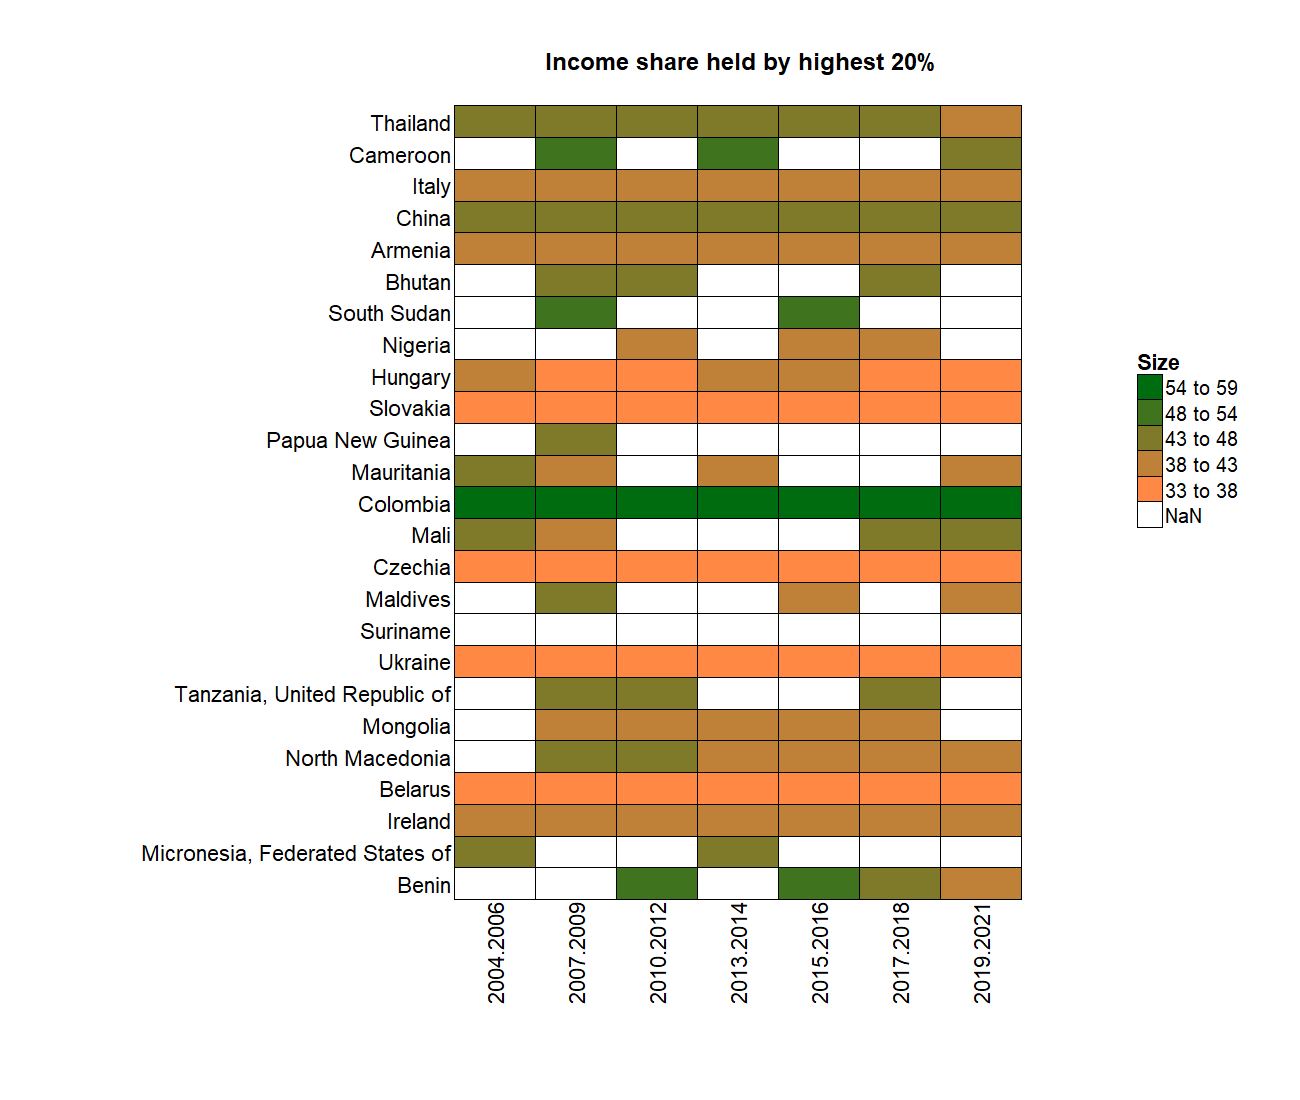 Income share held by highest 20%
Thailand
Cameroon
Italy
China
Armenia
Bhutan
South Sudan
Nigeria
Hungary
Slovakia
Papua New Guinea
Mauritania
Colombia
Mali
Czechia
Maldives
Suriname
Ukraine
Tanzania, United Republic of
Mongolia
North Macedonia
Belarus
Ireland
Micronesia, Federated States of
Benin
2004.2006
2007.2009
2010.2012
2013.2014
2015.2016
2017.2018
2019.2021
Size
54 to 59
48 to 54
43 to 48
38 to 43
33 to 38
NaN